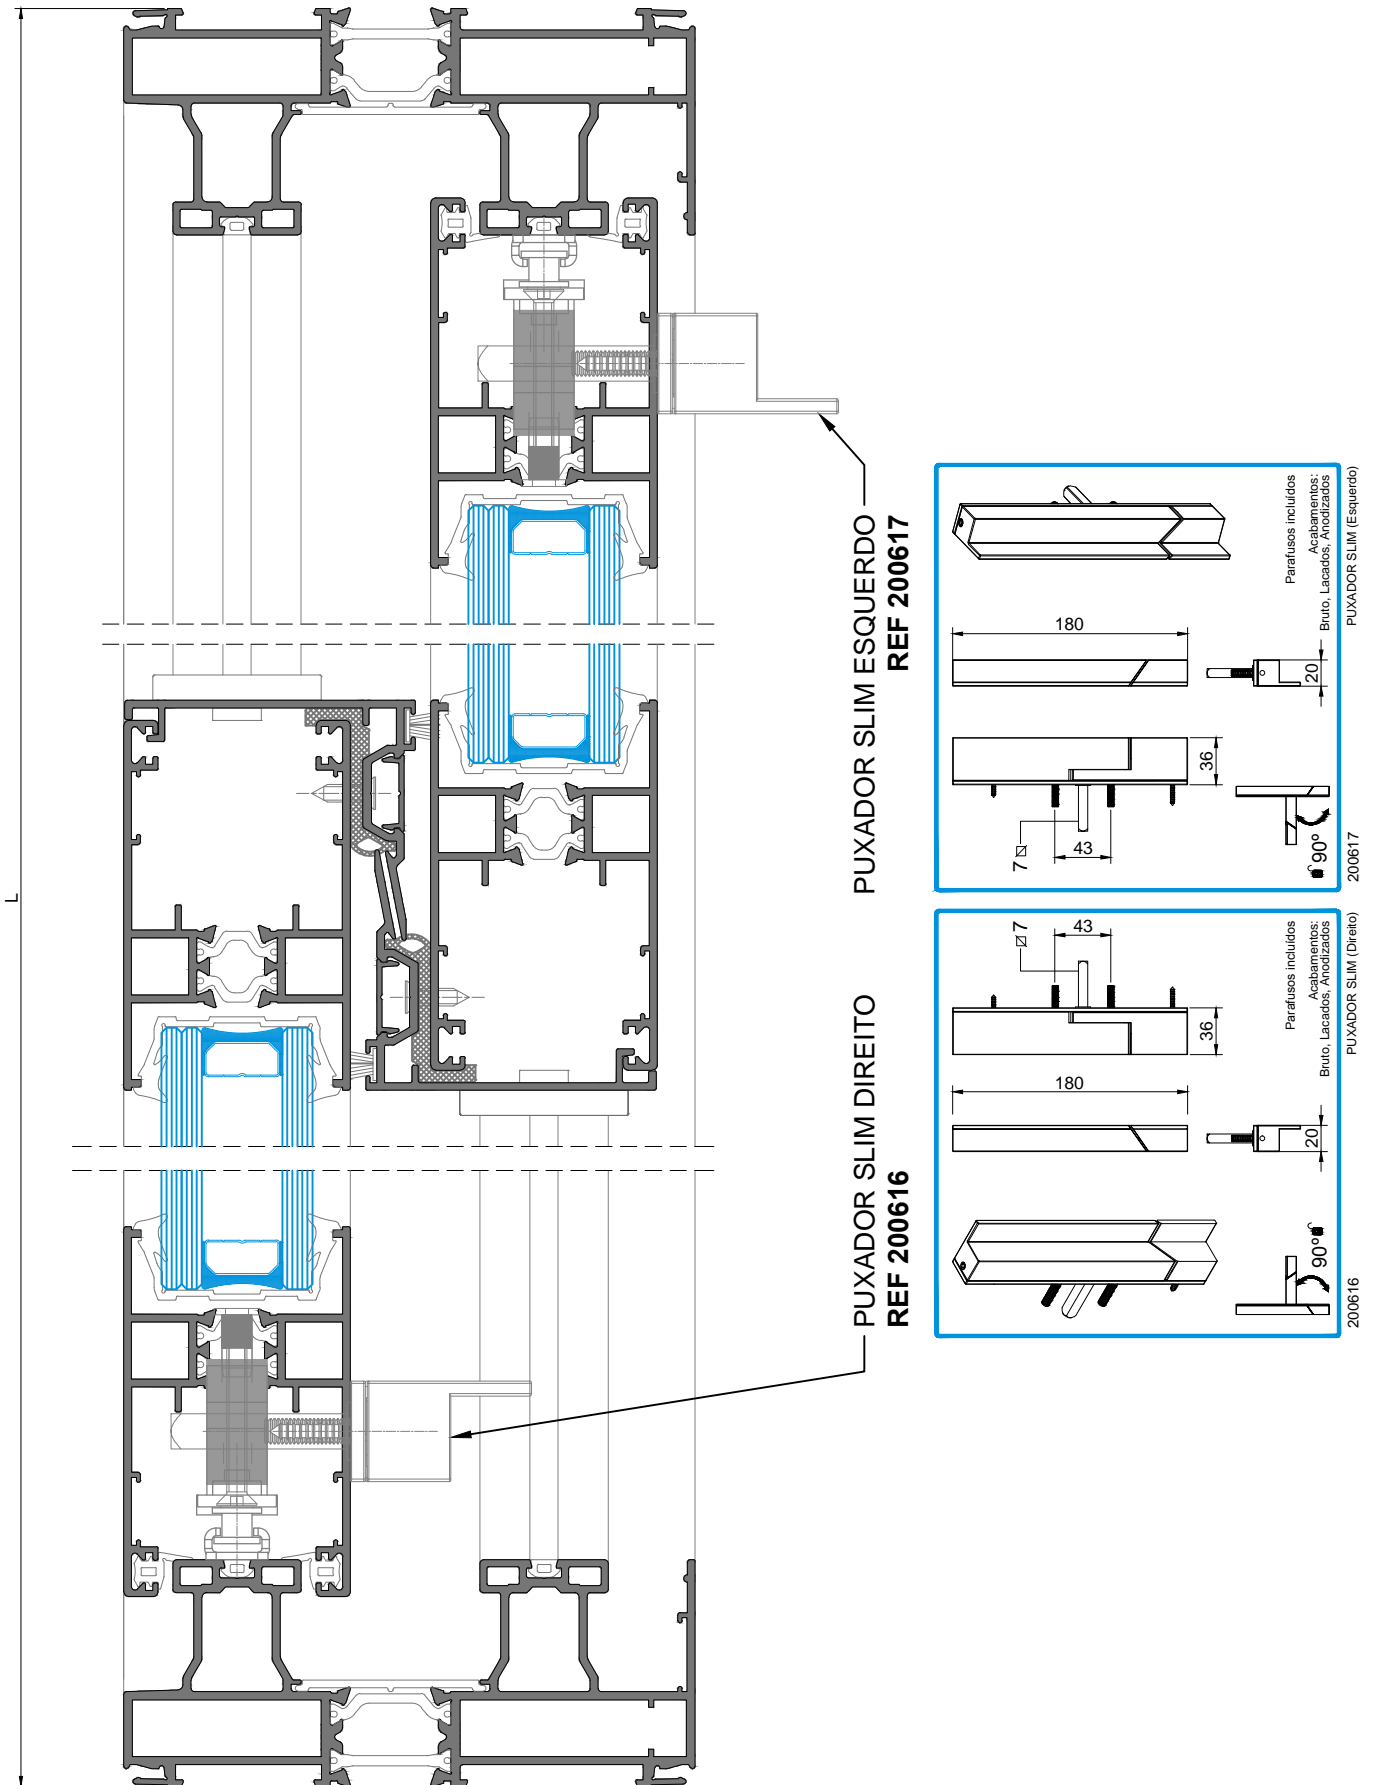 L
PUXADOR SLIM ESQUERDO
REF 200617
PUXADOR SLIM DIREITO
REF 200616
180
20
36
43
7
90º
Parafusos incluídos
Acabamentos:
Bruto, Lacados, Anodizados
PUXADOR SLIM (Esquerdo)
200617
7
43
36
180
20
90º
Parafusos incluídos
Acabamentos:
Bruto, Lacados, Anodizados
PUXADOR SLIM (Direito)
200616